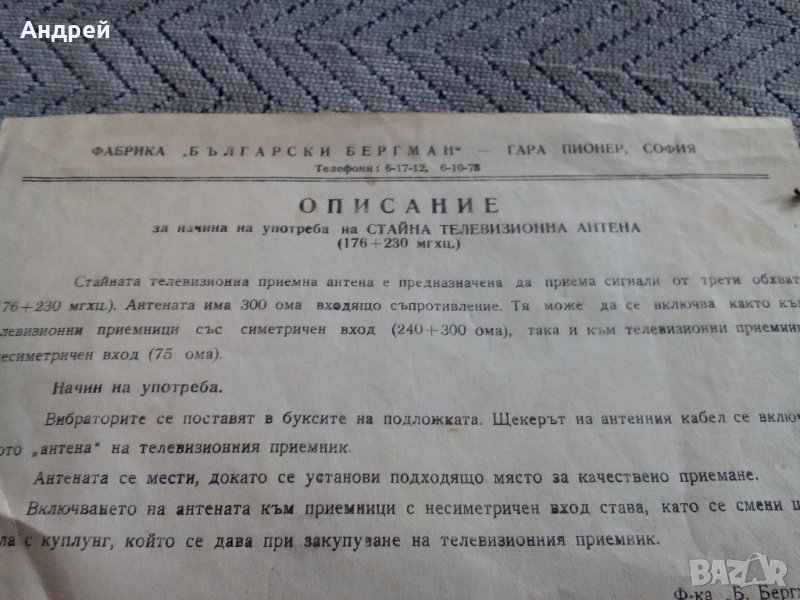 Андрей
ФАБРИКА „БЪЛГАРСКИ БЕРГМАН" — ГАРА ПИОНЕР, СОФИЯ
Телефони: 6-17-12, 6-10-78
ОПИСАНИЕ
за начина на употреба на СТАЙНА ТЕЛЕВИЗИОННА АНТЕНА
(176÷230 мгхц.)
Стайната телевизионна приемна антена е предназначена да приема сигнали от трети обхват
76÷230 мгхц.). Антената има 300 ома входящо съпротивление. Тя може да се включва както към
левизионни приемници със симетричен вход (240÷300 ома), така и към телевизионни приемниц
несиметричен вход (75 ома).
Начин на употреба.
Вибраторите се поставят в буксите на подложката. Щекерът на антенния кабел се включ
ото „антена" на телевизионния приемник.
Антената се мести, докато се установи подходящо място за качествено приемане.
Включването на антената към приемници с несиметричен вход става, като се смени щ
ла с куплунг, който се дава при закупуване на телевизионния приемник.
Ф-ка „Б. Бергм
BAZAR